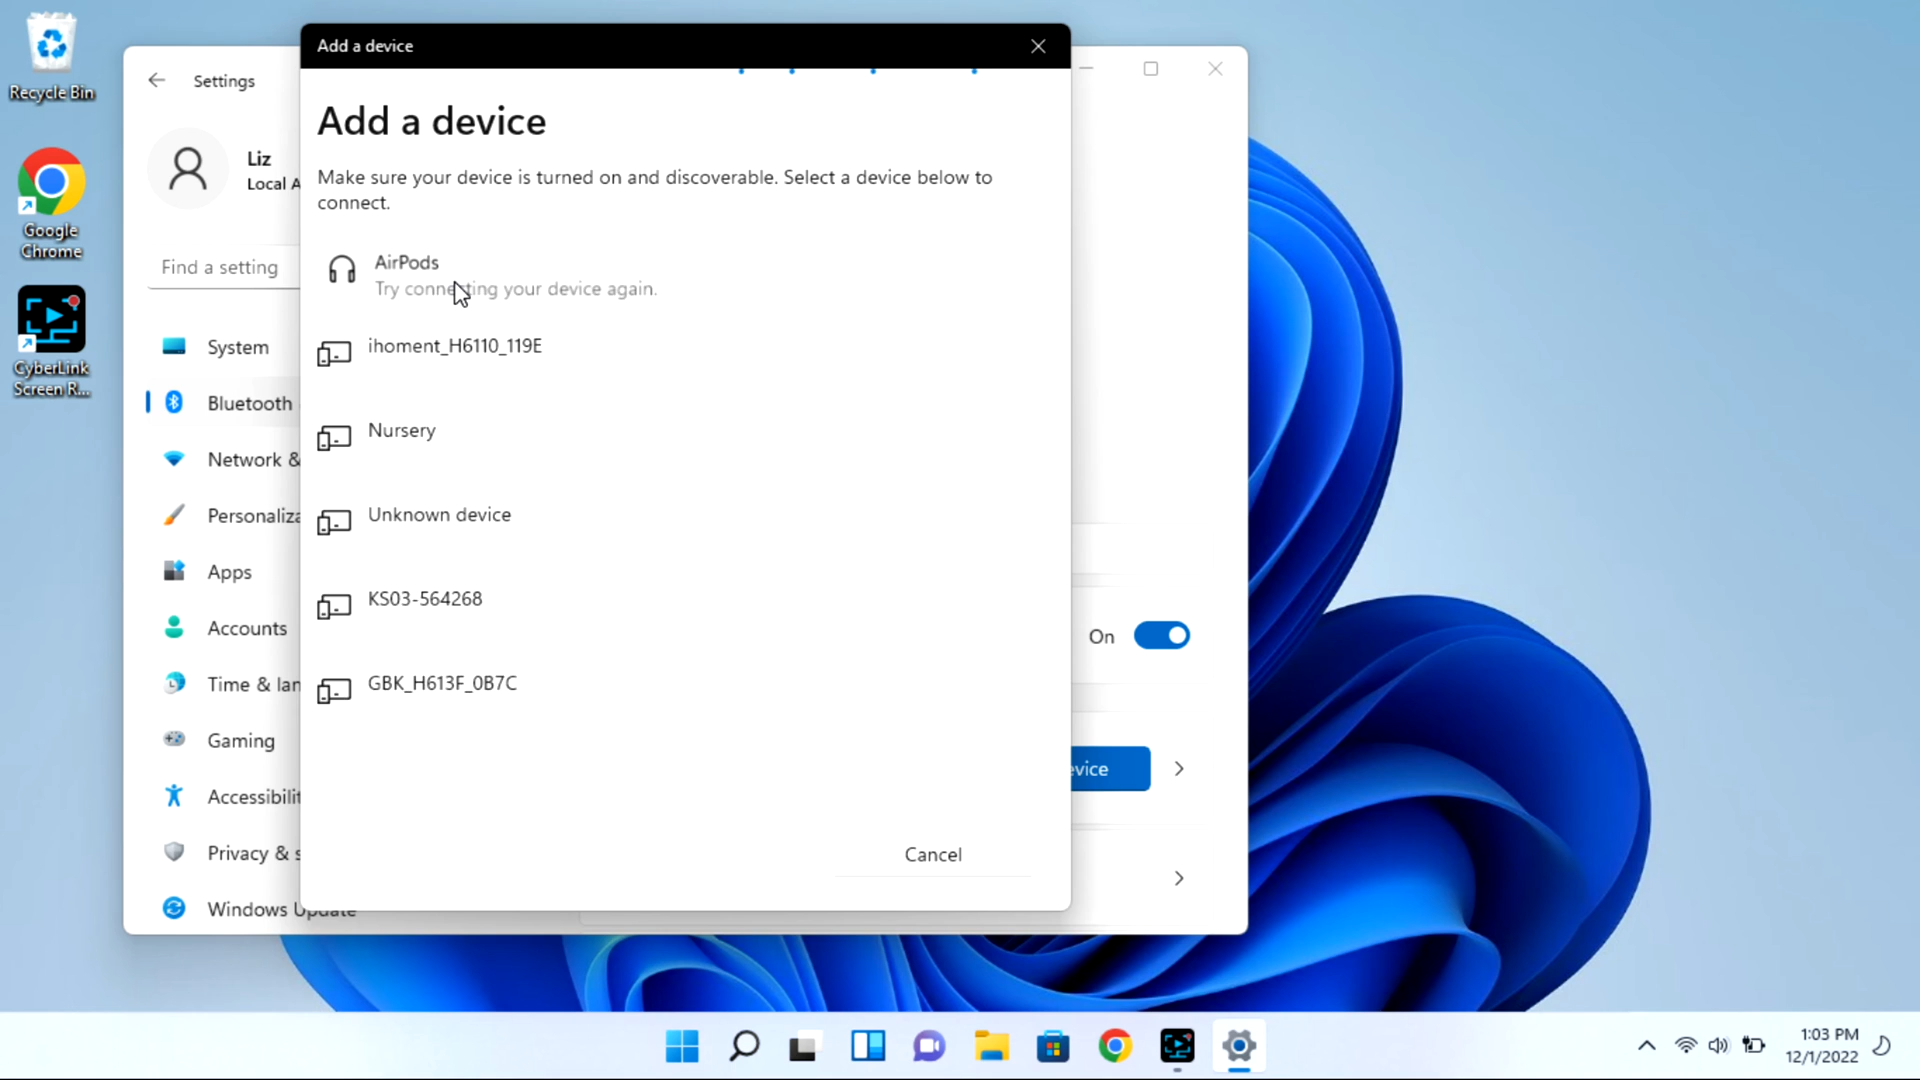 Recycle Bin
Google
Chrome
CyberLink
Screen R...
Settings
Liz
Local A
Find a setting
System
Bluetooth
Network &
Personaliza
Apps
Accounts
Time & lan
Gaming
Accessibilit
Privacy & s
Windows Update
Add a device
Add a device
Make sure your device is turned on and discoverable. Select a device below to
connect.
AirPods
Try connecting your device again.
ihoment_H6110_119E
Nursery
Unknown device
KS03-564268
GBK_H613F_0B7C
Cancel
On
evice
1:03 PM
12/1/2022